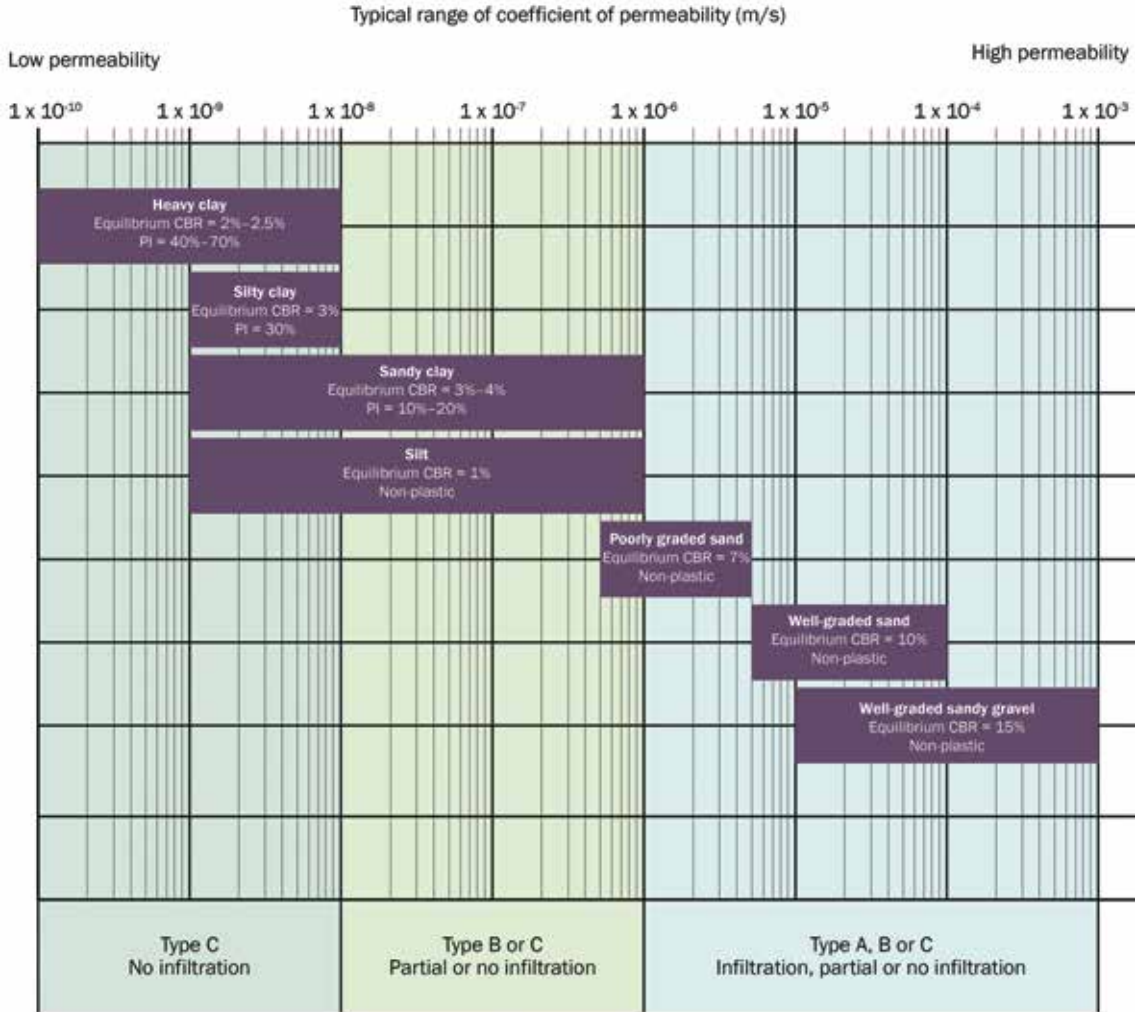 Typical range of coefficient of permeability (m/s)
Low permeability
High permeability
1 x 10⁻¹⁰ 1 x 10⁻⁹ 1 x 10⁻⁸ 1 x 10⁻⁷ 1 x 10⁻⁶ 1 x 10⁻⁵ 1 x 10⁻⁴ 1 x 10⁻³
Heavy clay
Equilibrium CBR = 2%–2.5%
PI = 40%–70%
Silty clay
Equilibrium CBR = 3%
PI = 30%
Sandy clay
Equilibrium CBR = 3%–4%
PI = 10%–20%
Silt
Equilibrium CBR = 1%
Non-plastic
Poorly graded sand
Equilibrium CBR = 7%
Non-plastic
Well-graded sand
Equilibrium CBR = 10%
Non-plastic
Well-graded sandy gravel
Equilibrium CBR = 15%
Non-plastic
Type C
No infiltration
Type B or C
Partial or no infiltration
Type A, B or C
Infiltration, partial or no infiltration